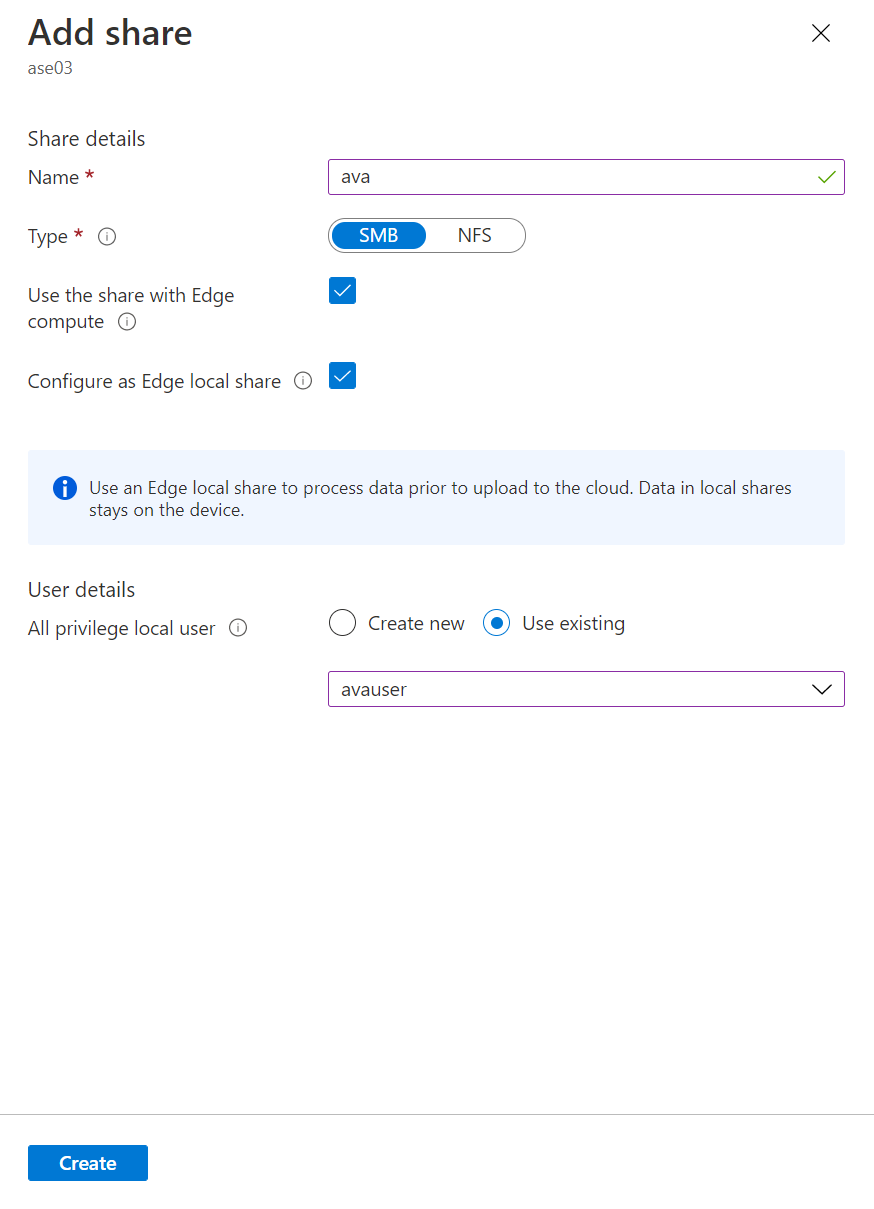 Add share
ase03
Share details
Name *
ava
Type *
SMB
NFS
Use the share with Edge
compute
Configure as Edge local share
Use an Edge local share to process data prior to upload to the cloud. Data in local shares
stays on the device.
User details
All privilege local user
Create new
Use existing
avauser
Create